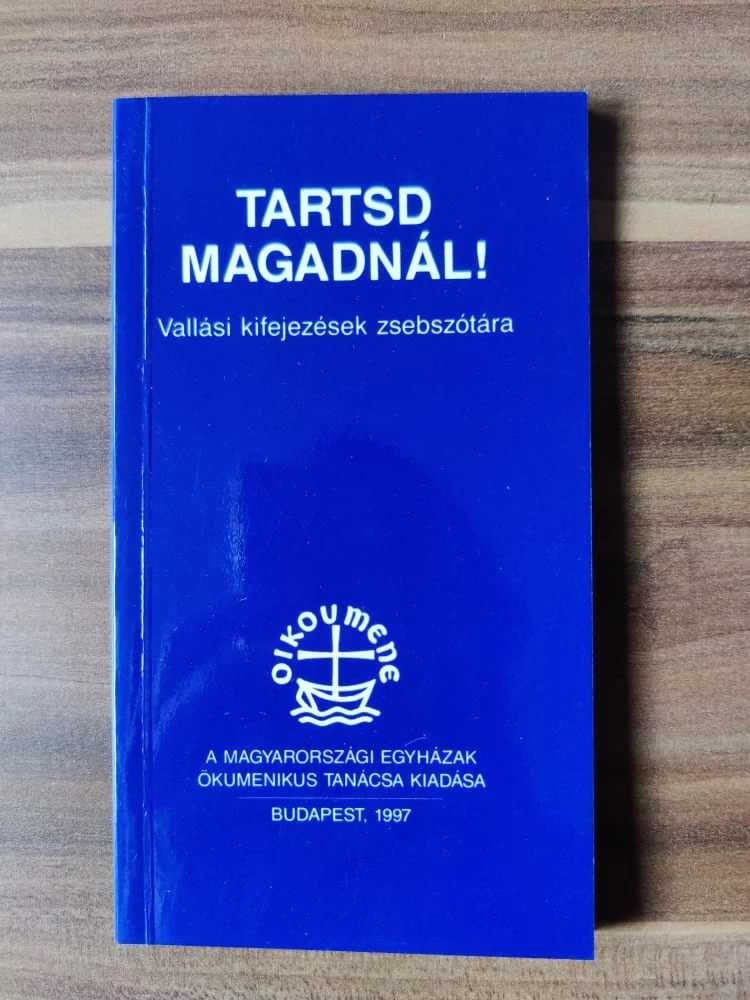 TARTSD
MAGADNÁL!
Vallási kifejezések zsebszótára
OIKOUMENE
A MAGYARORSZÁGI EGYHÁZAK
ÖKUMENIKUS TANÁCSA KIADÁSA
BUDAPEST, 1997